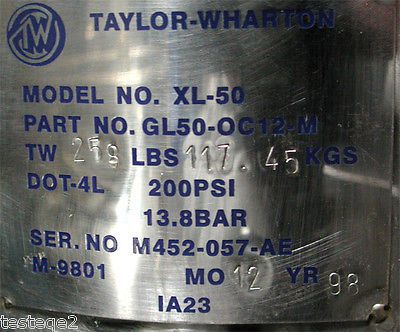 TW
TAYLOR-WHARTON
MODEL NO. XL-50
PART NO. GL50-OC12-M
TW 259 LBS 117.45 KGS
DOT-4L 200PSI
13.8BAR
SER. NO M452-057-AE
M-9801 MO 12 YR 98
IA23
testeqe2